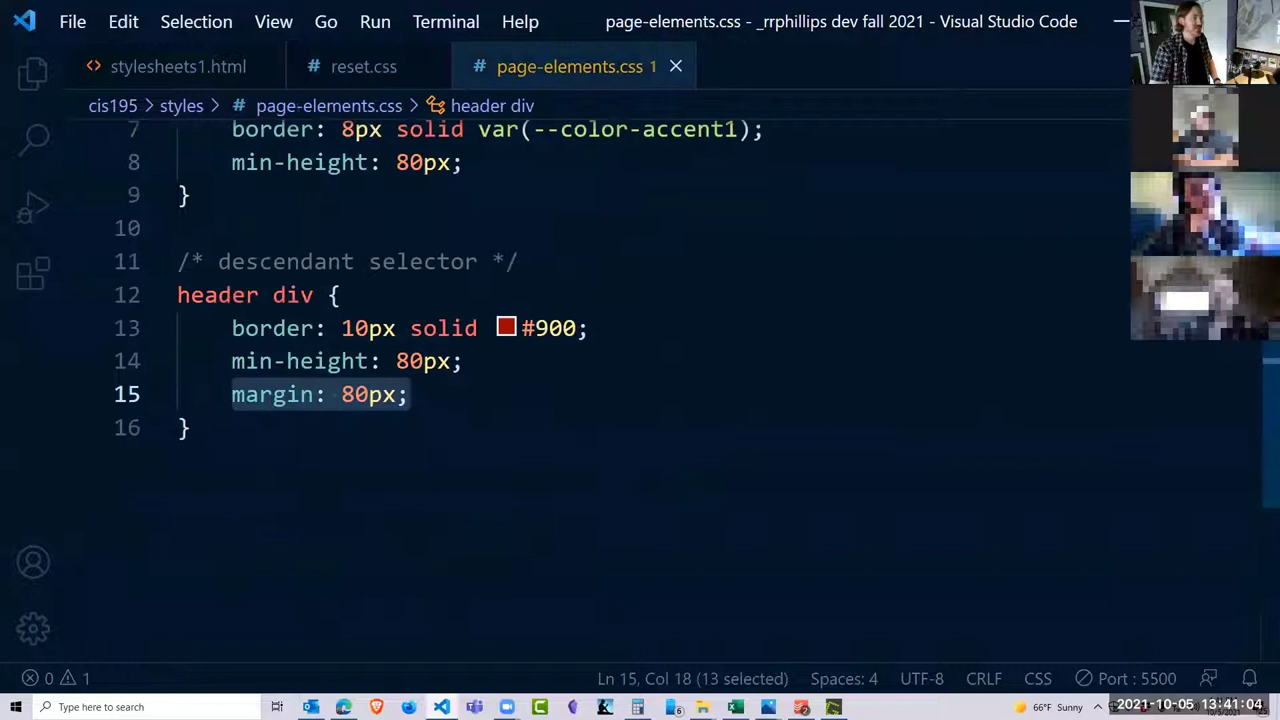 File Edit Selection View Go Run Terminal Help page-elements.css - _rrphillips dev fall 2021 - Visual Studio Code
stylesheets1.html # reset.css # page-elements.css 1
cis195 > styles > # page-elements.css > header div
7 border: 8px solid var(--color-accent1);
8 min-height: 80px;
9 }
10
11 /* descendant selector */
12 header div {
13 border: 10px solid #900;
14 min-height: 80px;
15 margin: 80px;
16 }
0 1 Ln 15, Col 18 (13 selected) Spaces: 4 UTF-8 CRLF CSS Port : 5500
Type here to search 66°F Sunny 2021-10-05 13:41:04